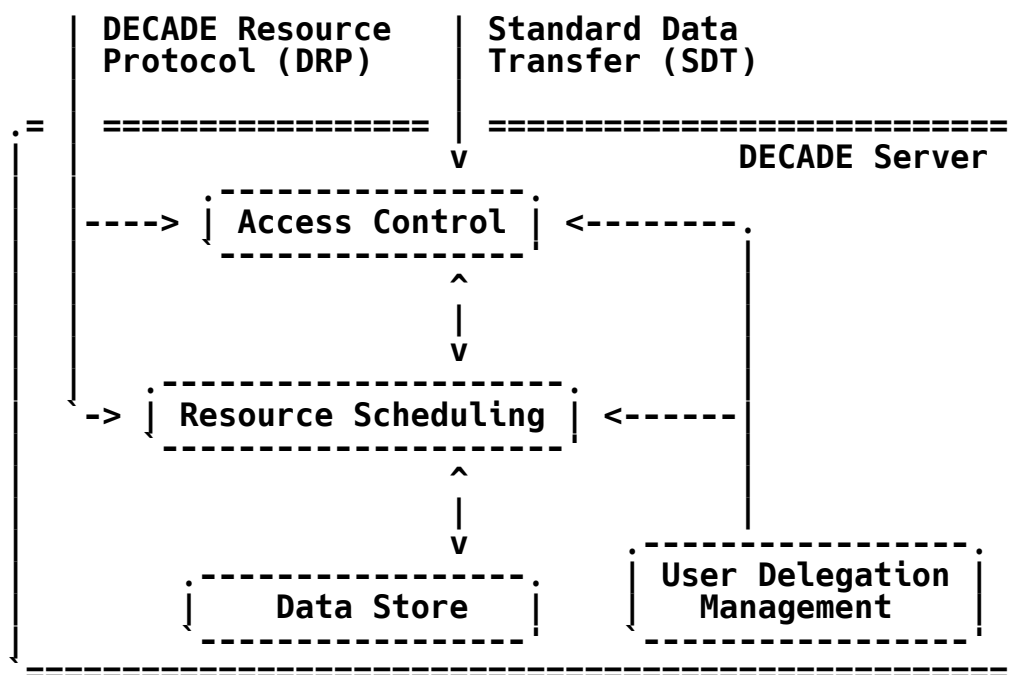 DECADE Resource
Protocol (DRP)
Standard Data
Transfer (SDT)
DECADE Server
Access Control
Resource Scheduling
User Delegation
Management
Data Store